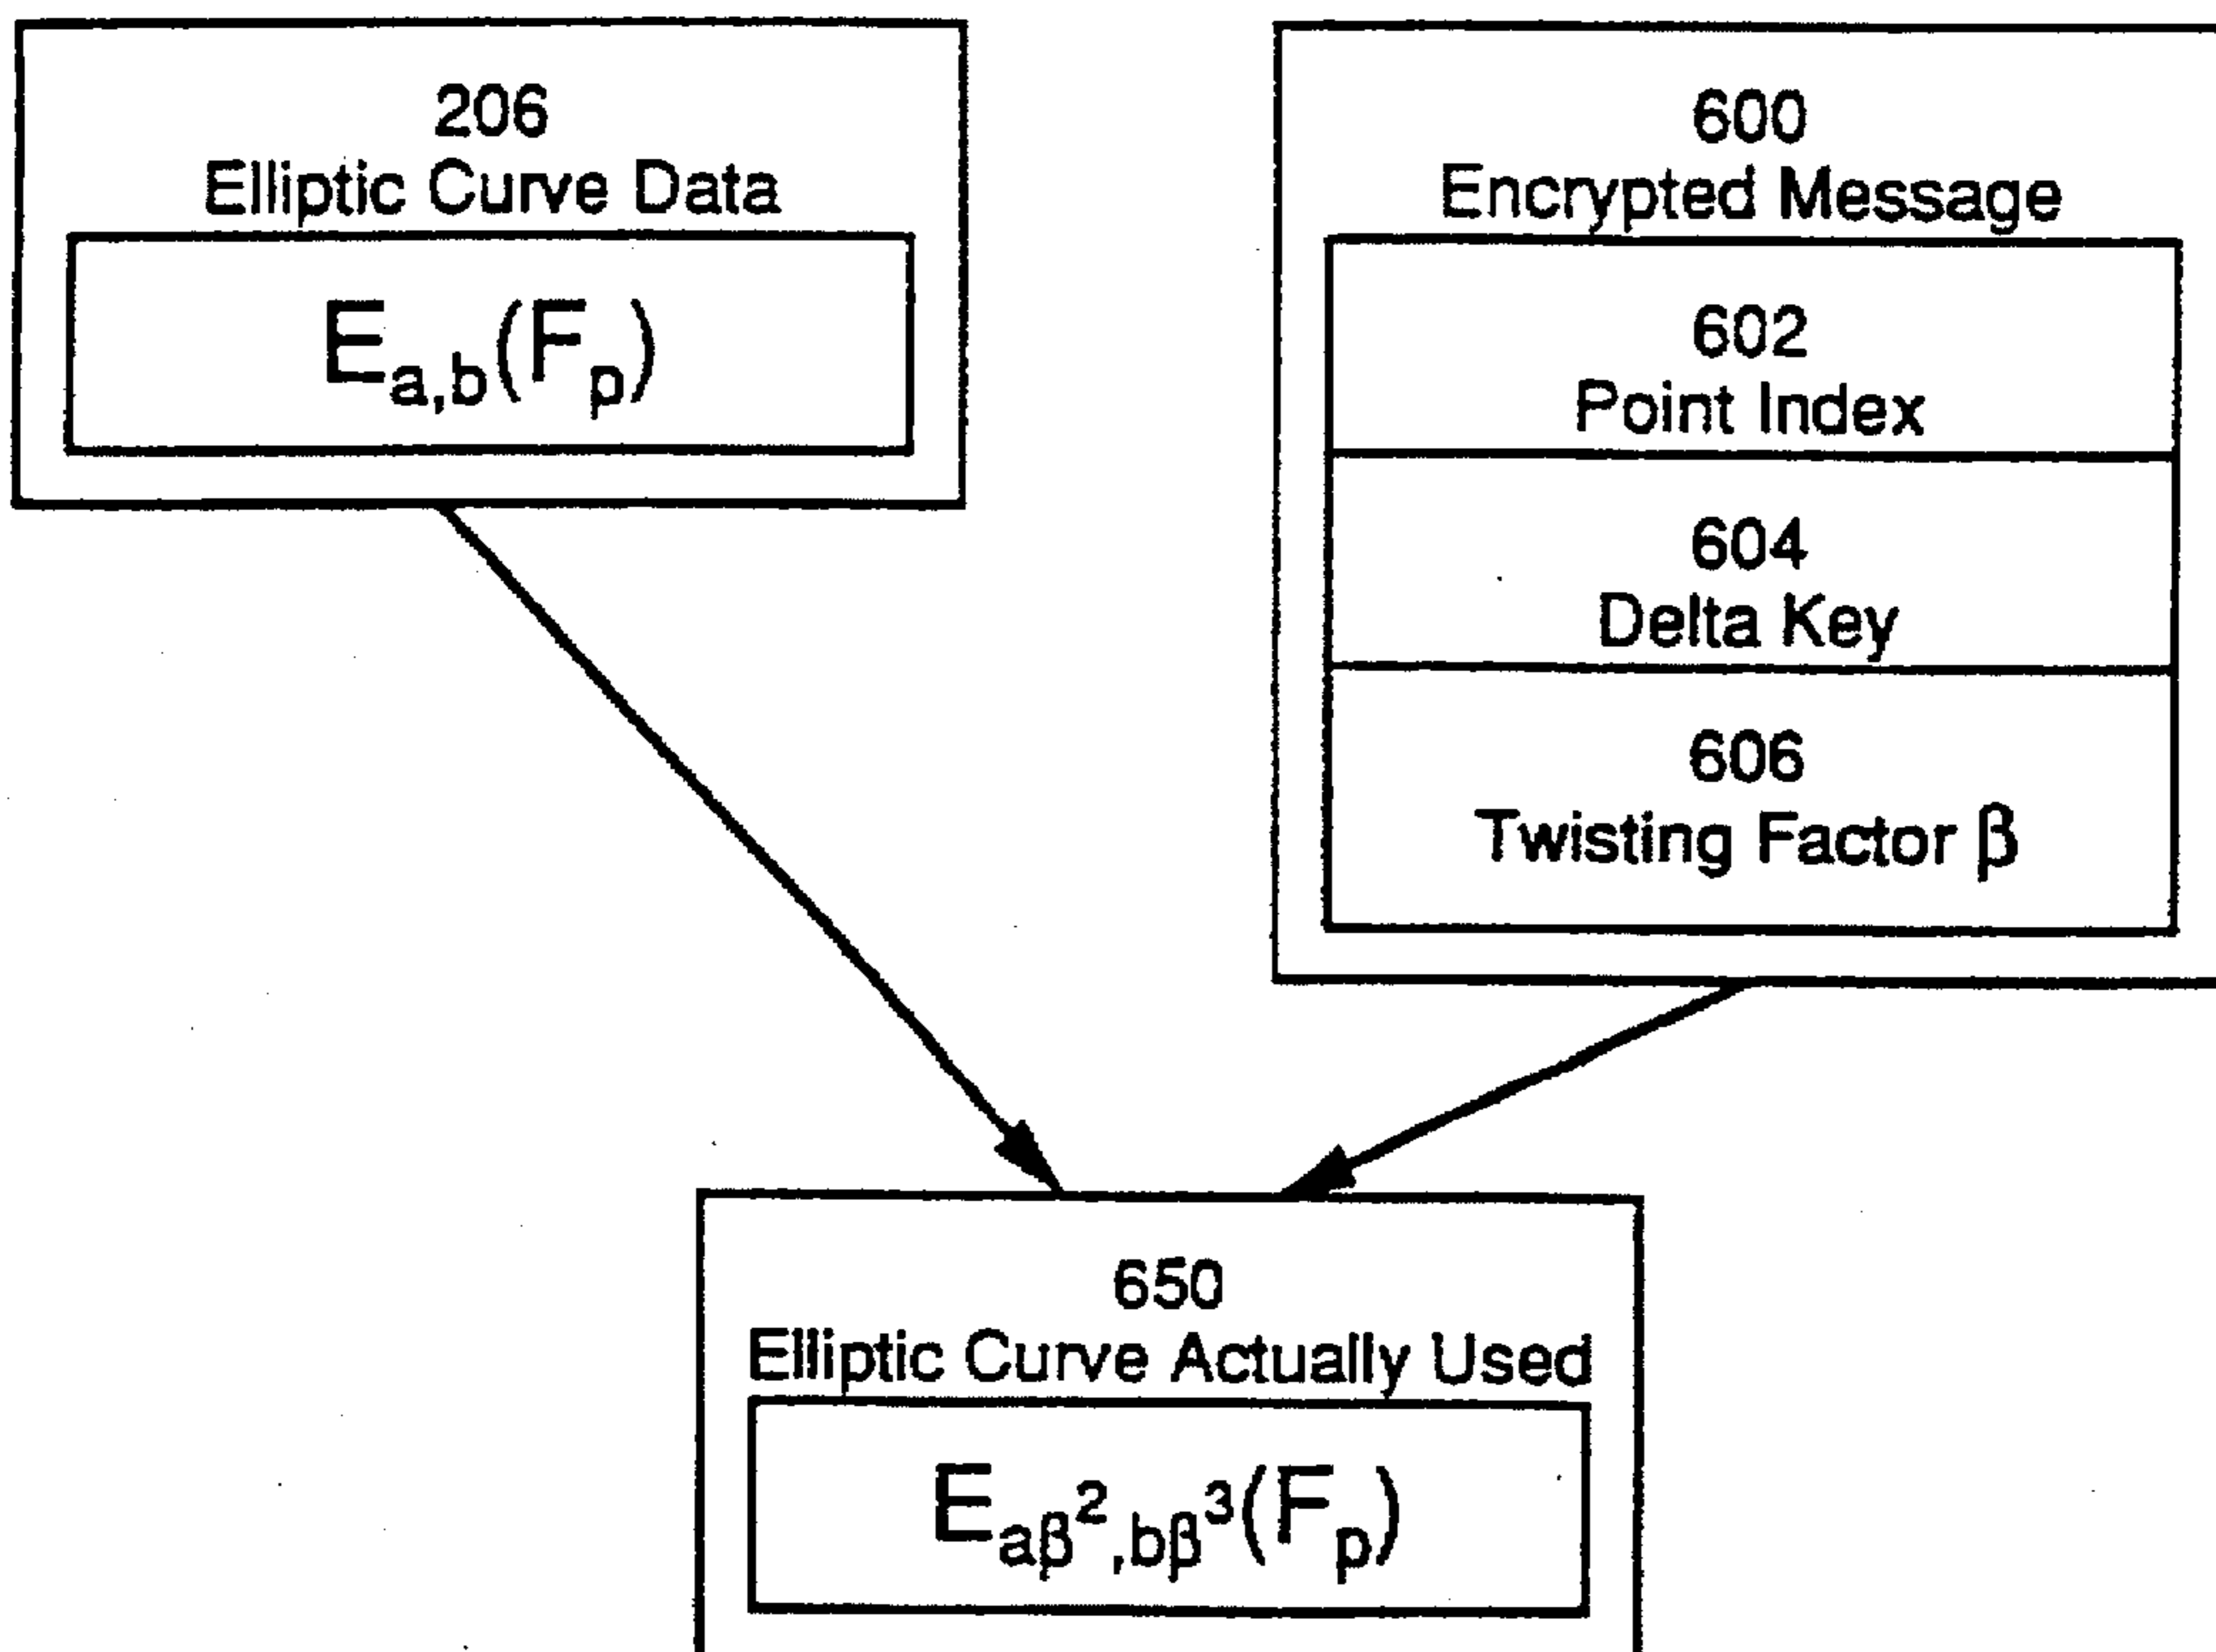 206
Elliptic Curve Data
E_{a,b}(F_p)
600
Encrypted Message
602
Point Index
604
Delta Key
606
Twisting Factor β
650
Elliptic Curve Actually Used
E_{aβ²,bβ³}(F_p)